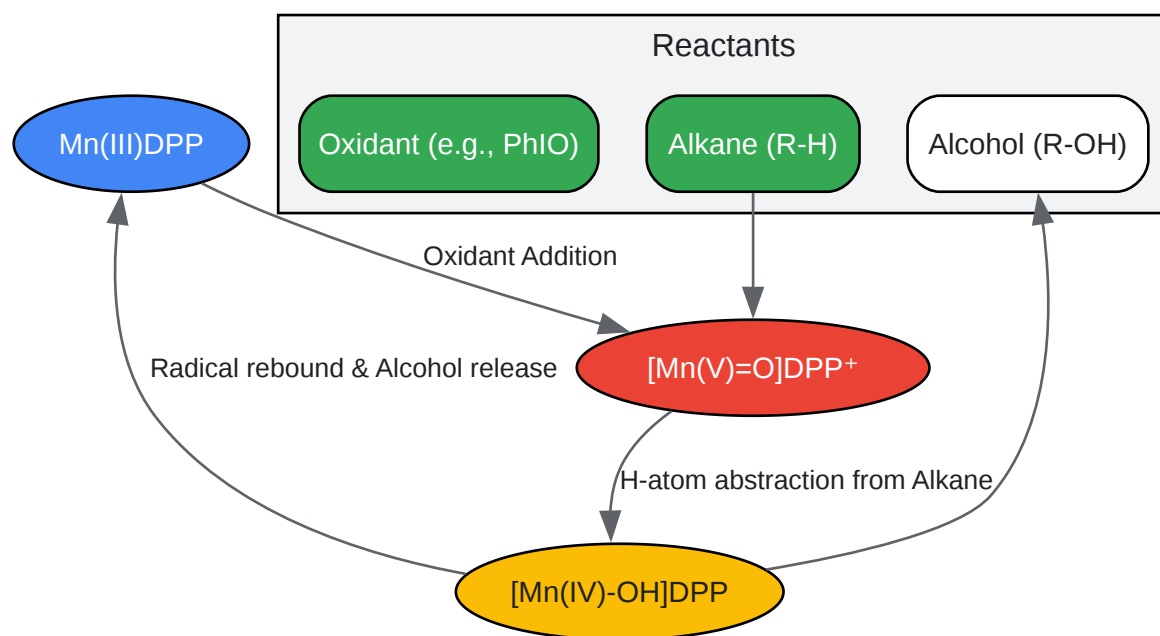 Reactants
Mn(III)DPP
Oxidant (e.g., PhIO)
Alkane (R-H)
Alcohol (R-OH)
Oxidant Addition
Radical rebound & Alcohol release
[Mn(V)=O]DPP⁺
H-atom abstraction from Alkane
[Mn(IV)-OH]DPP